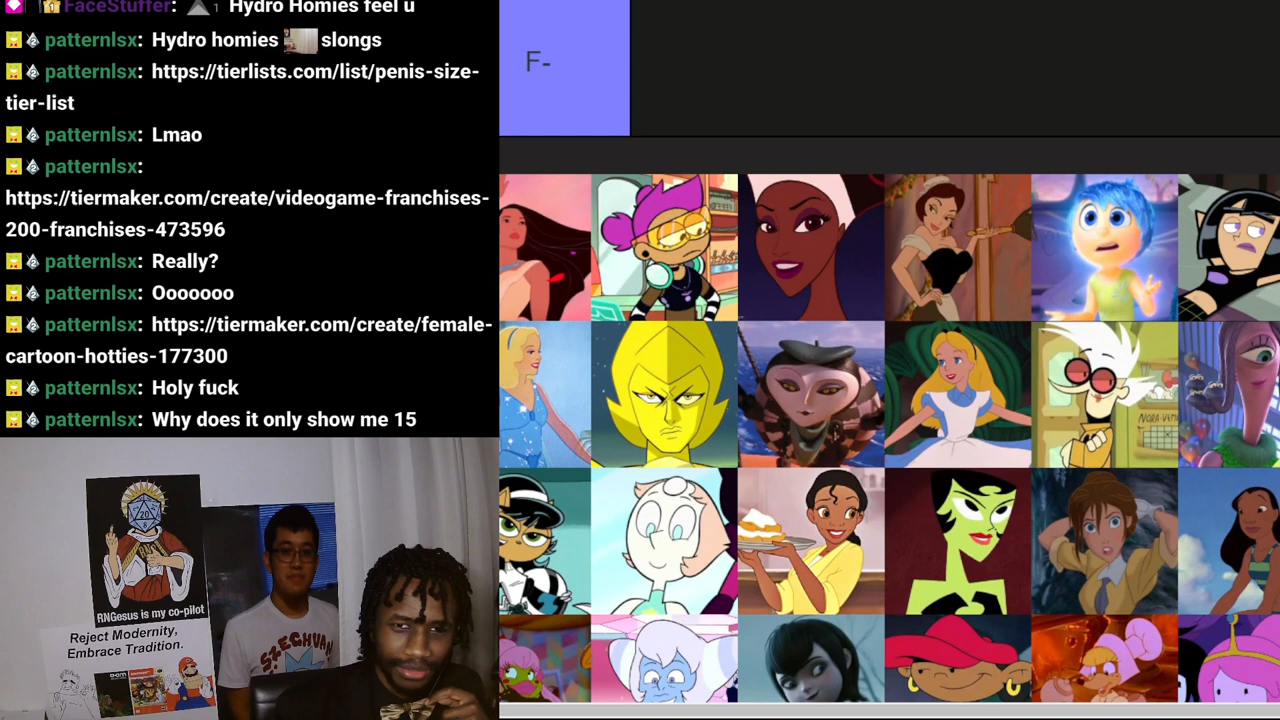 FaceStuffer: 1 Hydro Homies feel u
patternlsx: Hydro homies slongs
patternlsx: https://tierlists.com/list/penis-size-
tier-list
patternlsx: Lmao
patternlsx:
https://tiermaker.com/create/videogame-franchises-
200-franchises-473596
patternlsx: Really?
patternlsx: Ooooooo
patternlsx: https://tiermaker.com/create/female-
cartoon-hotties-177300
patternlsx: Holy fuck
patternlsx: Why does it only show me 15
F-
20
8
RNGesus is my co-pilot
Reject Modernity,
Embrace Tradition.
SZECHUAN